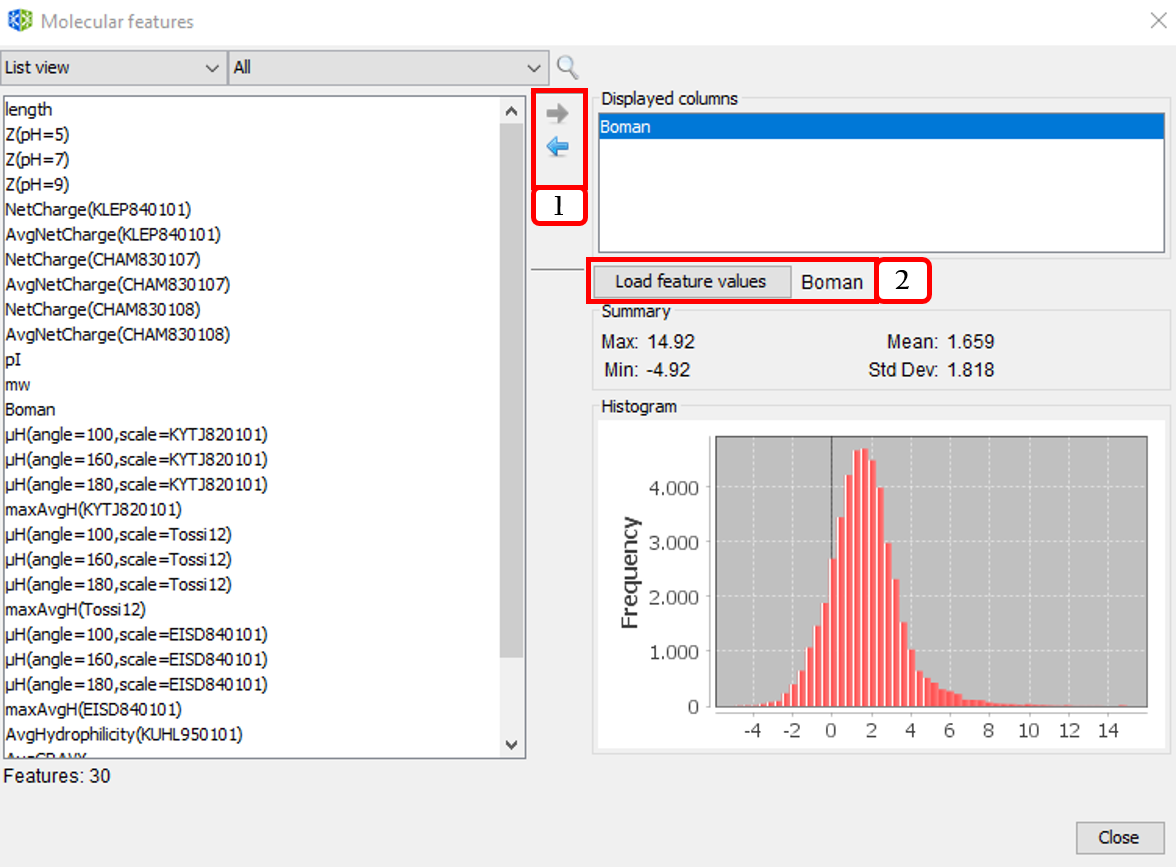 Molecular features
List view
All
length
Z(pH=5)
Z(pH=7)
Z(pH=9)
NetCharge(KLEP840101)
AvgNetCharge(KLEP840101)
NetCharge(CHAM830107)
AvgNetCharge(CHAM830107)
NetCharge(CHAM830108)
AvgNetCharge(CHAM830108)
pI
mw
Boman
µH(angle=100,scale=KYTJ820101)
µH(angle=160,scale=KYTJ820101)
µH(angle=180,scale=KYTJ820101)
maxAvgH(KYTJ820101)
µH(angle=100,scale=Tossi12)
µH(angle=160,scale=Tossi12)
µH(angle=180,scale=Tossi12)
maxAvgH(Tossi12)
µH(angle=100,scale=EISD840101)
µH(angle=160,scale=EISD840101)
µH(angle=180,scale=EISD840101)
maxAvgH(EISD840101)
AvgHydrophilicity(KUHL950101)
Features: 30
1
Displayed columns
Boman
Load feature values Boman 2
Summary
Max: 14.92 Mean: 1.659
Min: -4.92 Std Dev: 1.818
Histogram
Frequency
4.000
3.000
2.000
1.000
0
-4 -2 0 2 4 6 8 10 12 14
Close